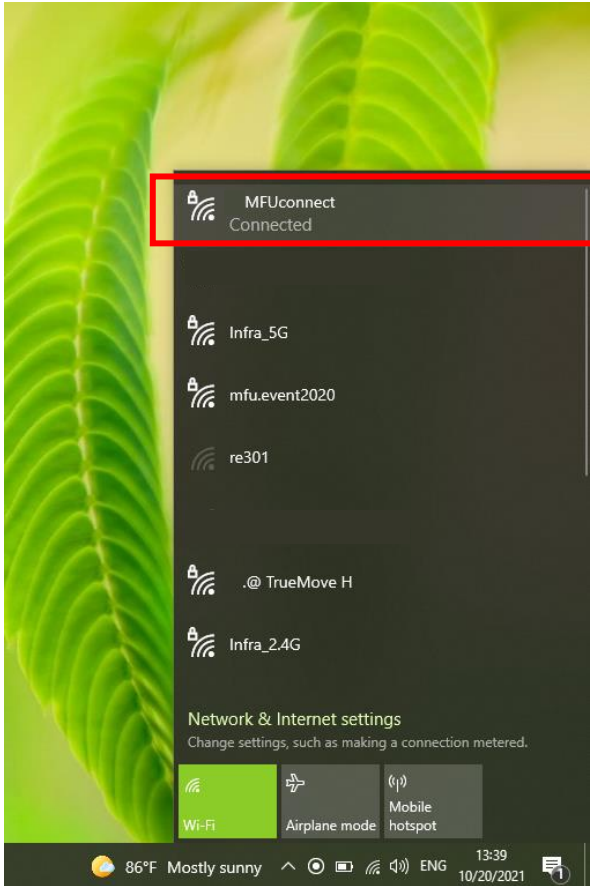 MFUconnect
Connected
Infra_5G
mfu.event2020
re301
.@ TrueMove H
Infra_2.4G
Network & Internet settings
Change settings, such as making a connection metered.
Wi-Fi
Airplane mode
Mobile
hotspot
86°F Mostly sunny
ENG
13:39
10/20/2021
1